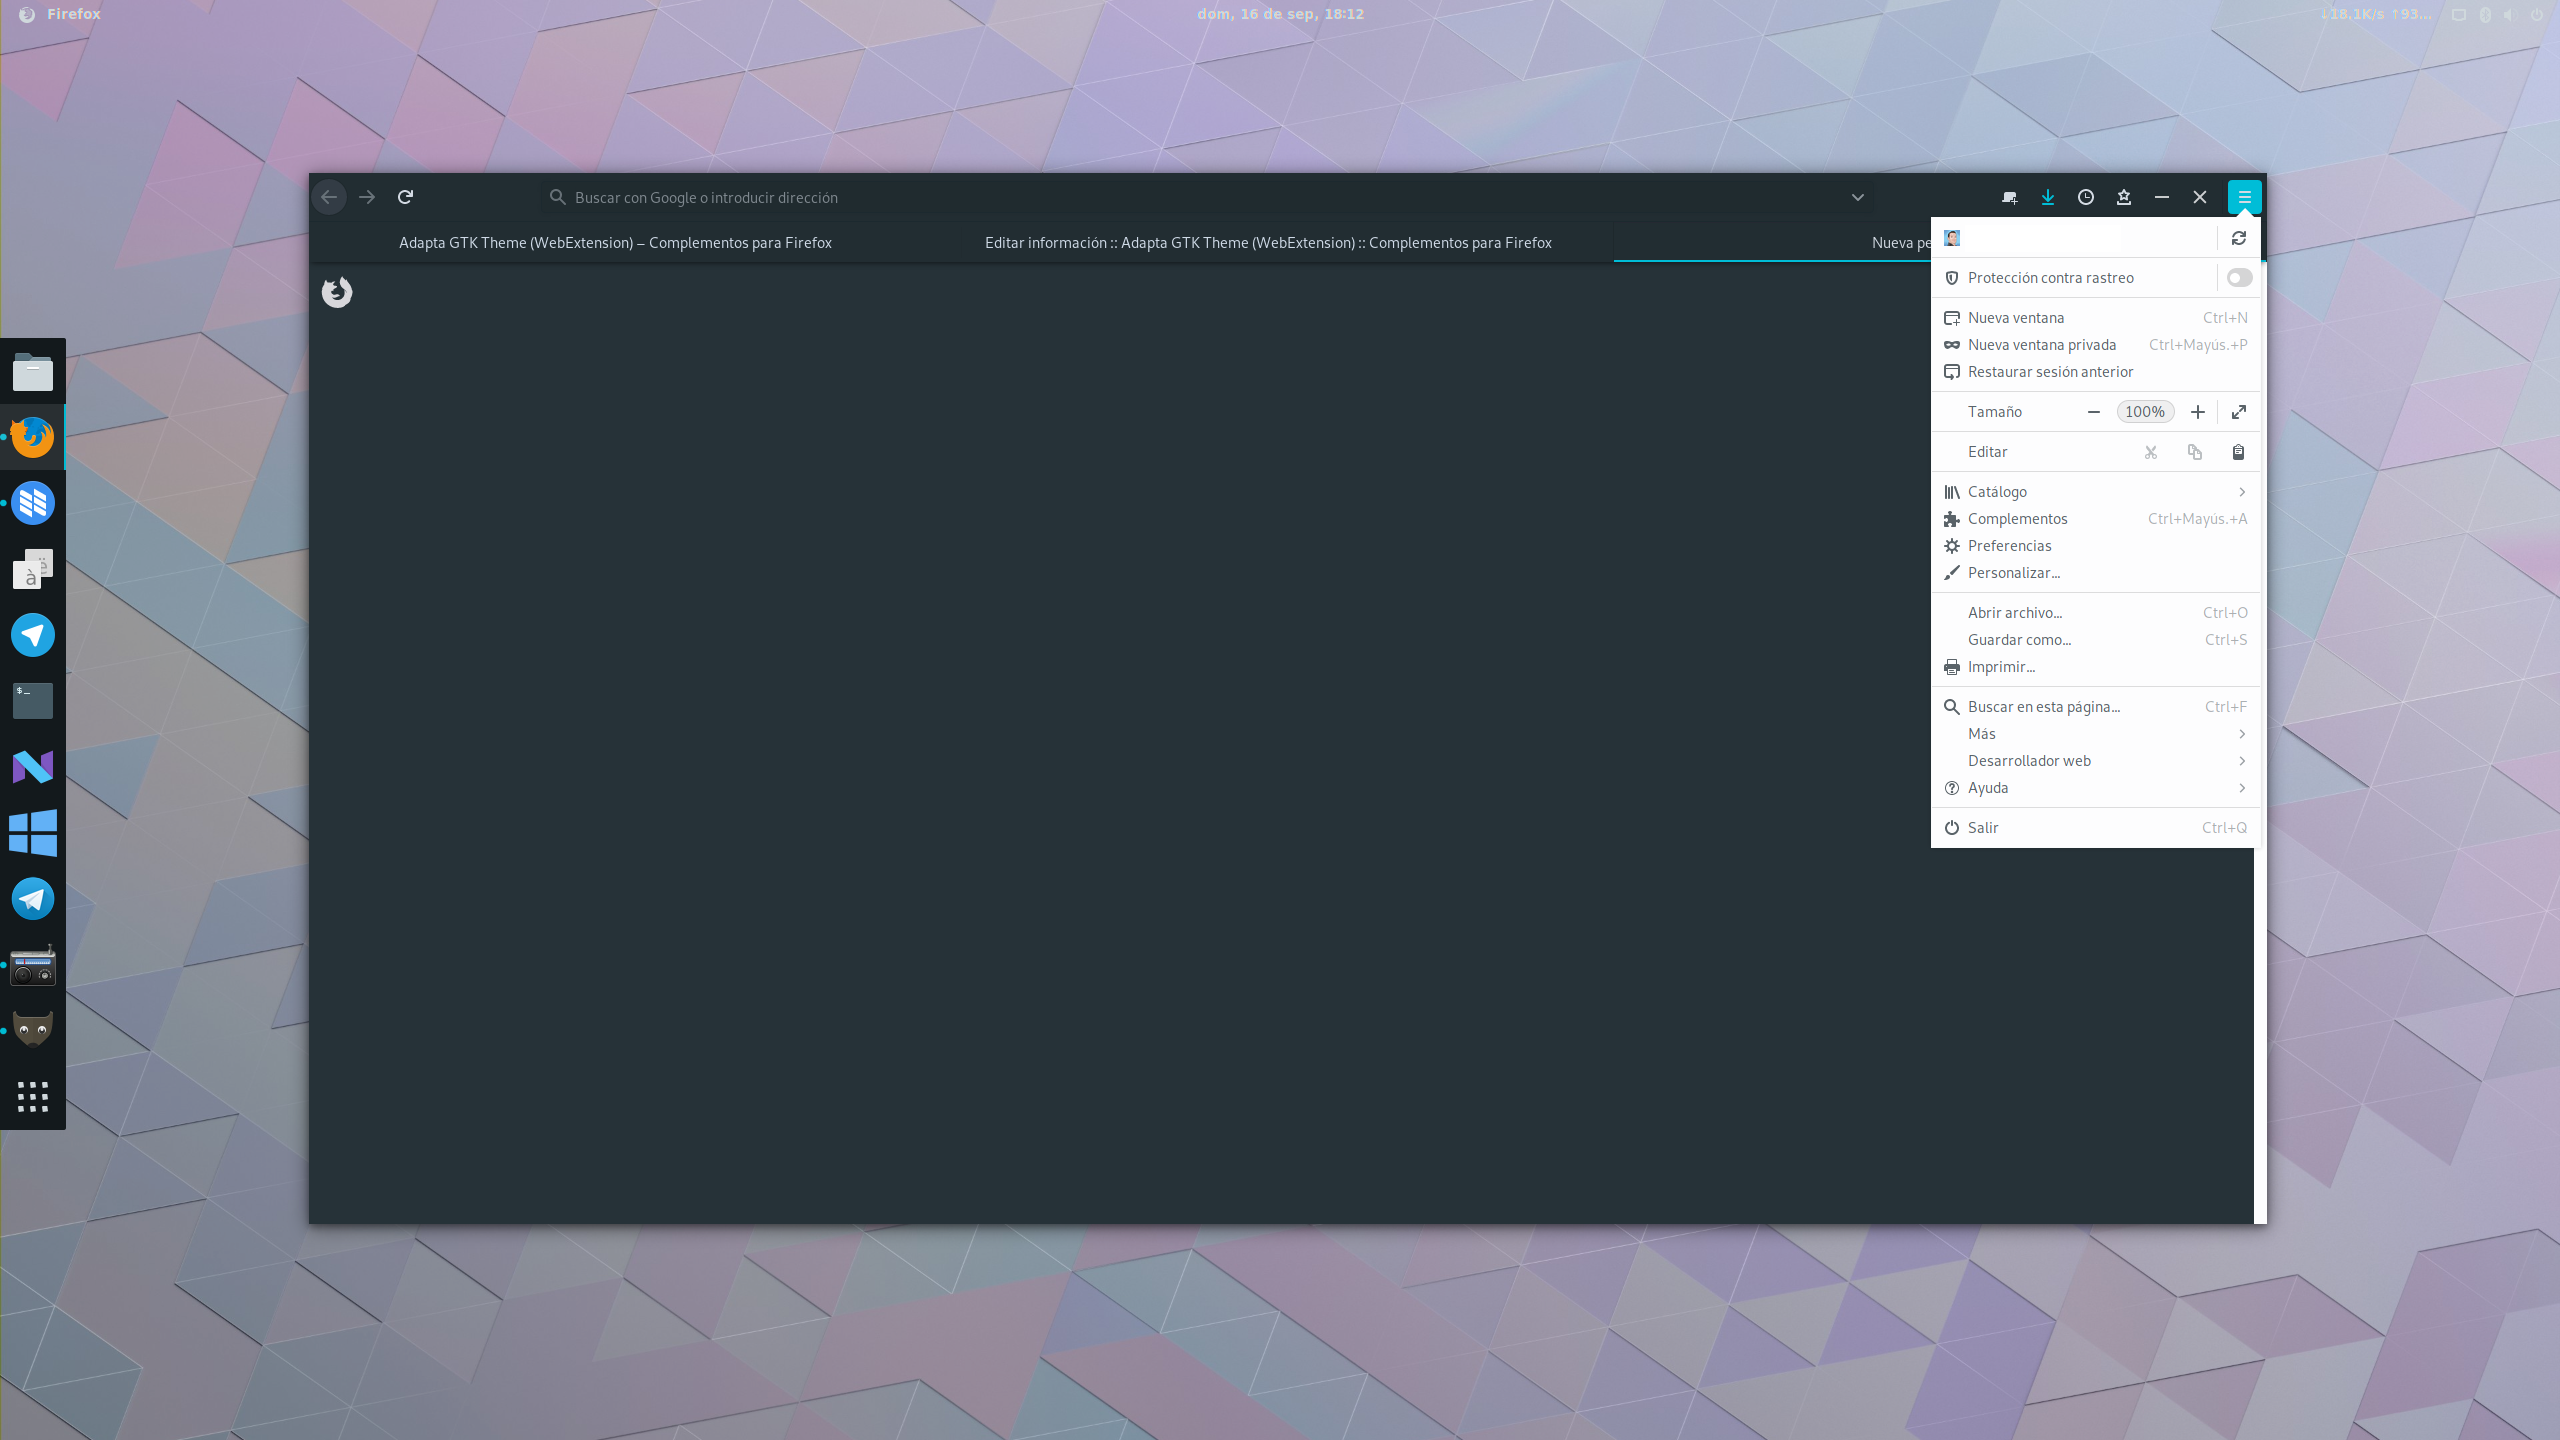 Firefox
dom, 16 de sep, 18:12
↓18.1K/s ↑93...
Buscar con Google o introducir dirección
Adapta GTK Theme (WebExtension) – Complementos para Firefox
Editar información :: Adapta GTK Theme (WebExtension) :: Complementos para Firefox
Nueva pe
Protección contra rastreo
Nueva ventana Ctrl+N
Nueva ventana privada Ctrl+Mayús.+P
Restaurar sesión anterior
Tamaño 100%
Editar
Catálogo
Complementos Ctrl+Mayús.+A
Preferencias
Personalizar...
Abrir archivo... Ctrl+O
Guardar como... Ctrl+S
Imprimir...
Buscar en esta página... Ctrl+F
Más
Desarrollador web
Ayuda
Salir Ctrl+Q
ë
à
$_